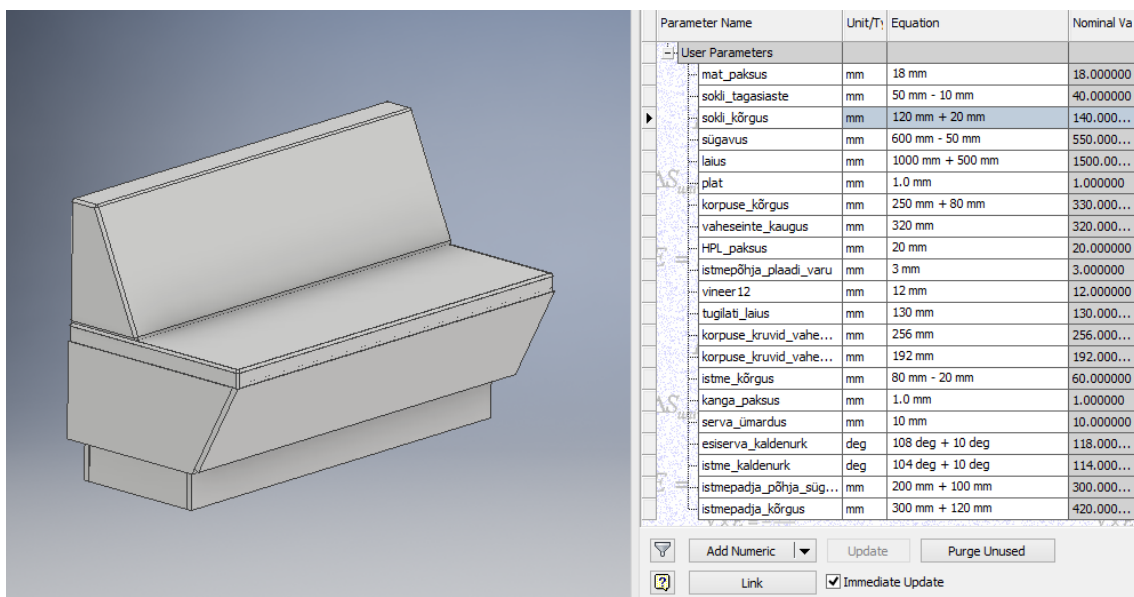 Parameter Name Unit/Ty Equation Nominal Va
User Parameters
mat_paksus mm 18 mm 18.000000
sokli_tagasiaste mm 50 mm - 10 mm 40.000000
sokli_kõrgus mm 120 mm + 20 mm 140.000...
sügavus mm 600 mm - 50 mm 550.000...
laius mm 1000 mm + 500 mm 1500.00...
plat mm 1.0 mm 1.000000
korpuse_kõrgus mm 250 mm + 80 mm 330.000...
vaheseinte_kaugus mm 320 mm 320.000...
HPL_paksus mm 20 mm 20.000000
istmepõhja_plaadi_varu mm 3 mm 3.000000
vineer12 mm 12 mm 12.000000
tugilati_laius mm 130 mm 130.000...
korpuse_kruvid_vahe... mm 256 mm 256.000...
korpuse_kruvid_vahe... mm 192 mm 192.000...
istme_kõrgus mm 80 mm - 20 mm 60.000000
kanga_paksus mm 1.0 mm 1.000000
serva_ümardus mm 10 mm 10.000000
esiserva_kaldenurk deg 108 deg + 10 deg 118.000...
istme_kaldenurk deg 104 deg + 10 deg 114.000...
istmepadja_põhja_süg... mm 200 mm + 100 mm 300.000...
istmepadja_kõrgus mm 300 mm + 120 mm 420.000...
Add Numeric Update Purge Unused
Link Immediate Update